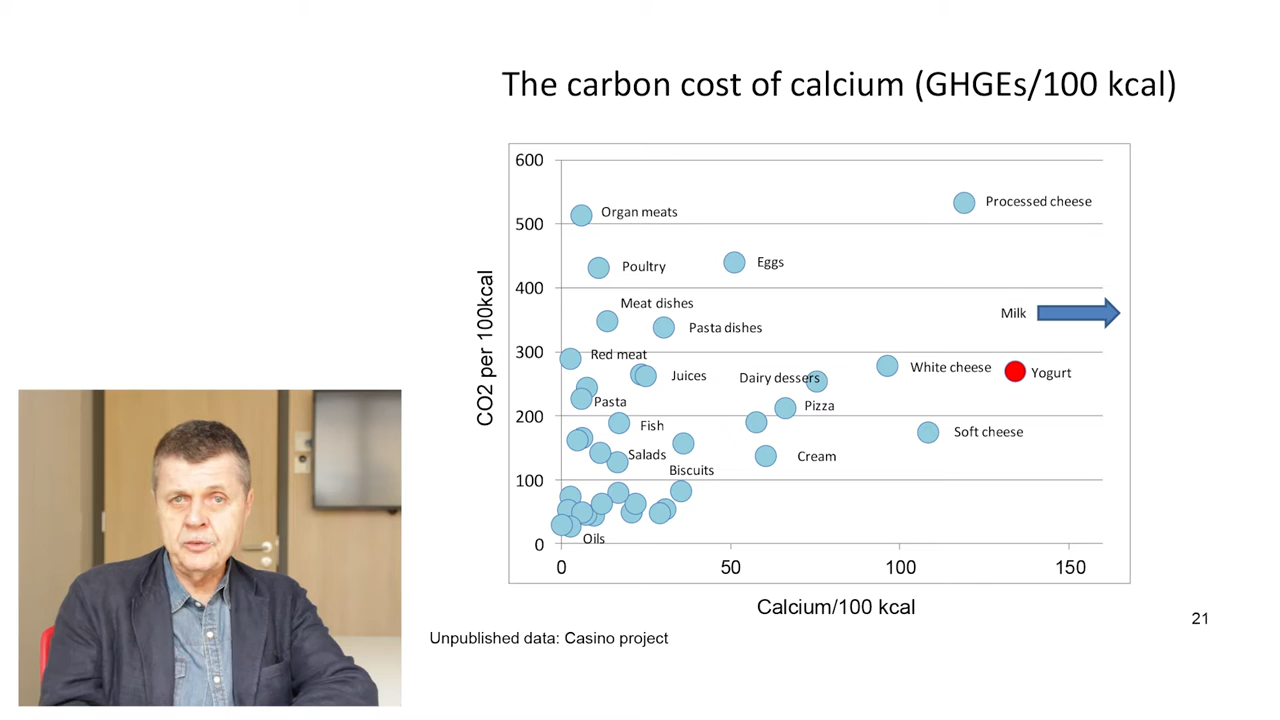 The carbon cost of calcium (GHGEs/100 kcal)
600
500
400
300
200
100
0
CO2 per 100kcal
Organ meats
Processed cheese
Poultry
Eggs
Meat dishes
Milk
Pasta dishes
Red meat
Juices
Dairy dessers
White cheese
Yogurt
Pasta
Pizza
Fish
Soft cheese
Salads
Cream
Biscuits
Oils
0
50
100
150
Calcium/100 kcal
21
Unpublished data: Casino project